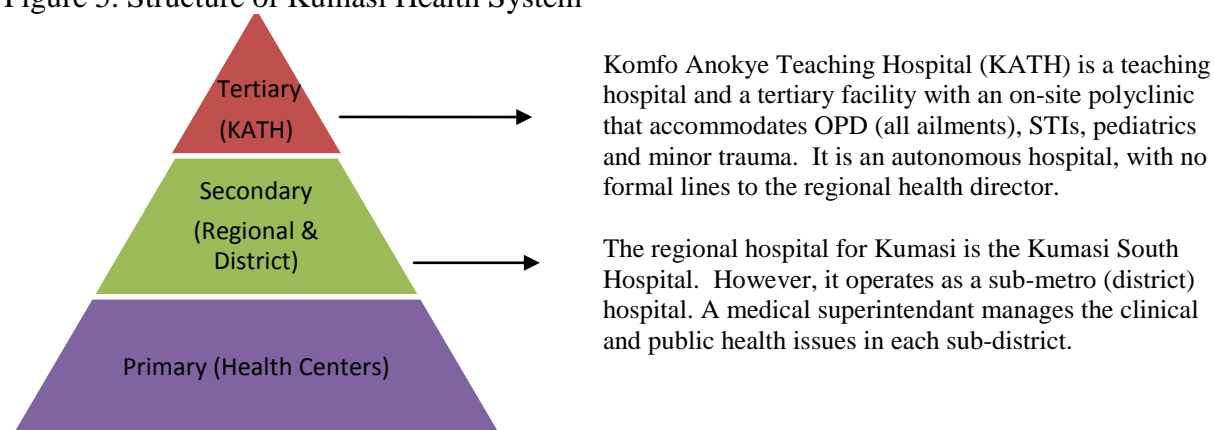 Figure 5. Structure of Kumasi Health System
Tertiary
(KATH)
Komfo Anokye Teaching Hospital (KATH) is a teaching
hospital and a tertiary facility with an on-site polyclinic
that accommodates OPD (all ailments), STIs, pediatrics
and minor trauma. It is an autonomous hospital, with no
formal lines to the regional health director.
Secondary
(Regional &
District)
The regional hospital for Kumasi is the Kumasi South
Hospital. However, it operates as a sub-metro (district)
hospital. A medical superintendant manages the clinical
and public health issues in each sub-district.
Primary (Health Centers)